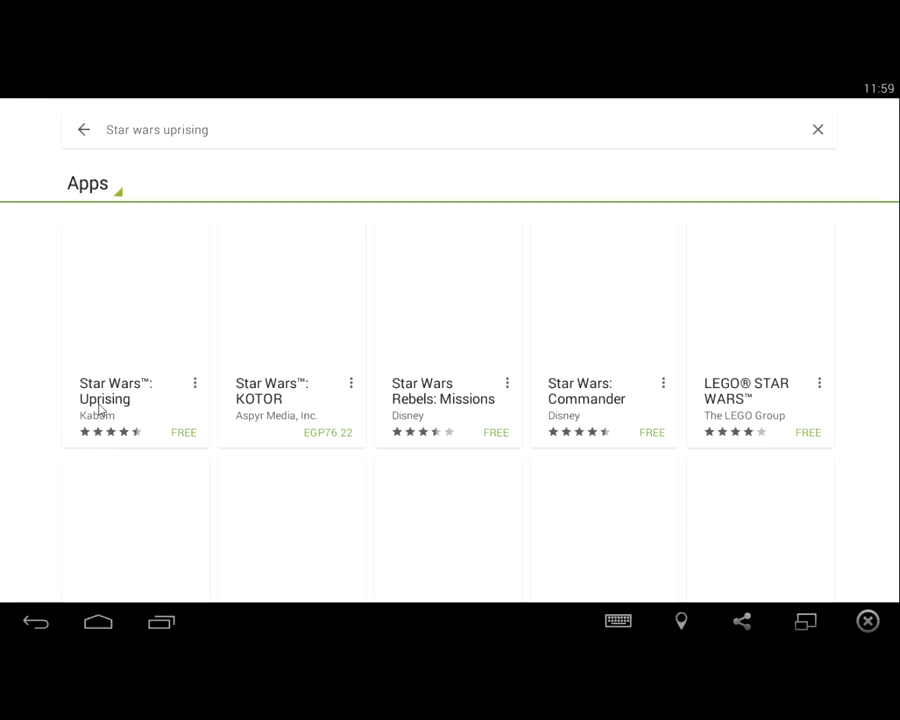 11:59
Star wars uprising
Apps
Star Wars™:
Uprising
Kabam
FREE
Star Wars™:
KOTOR
Aspyr Media, Inc.
EGP76.22
Star Wars
Rebels: Missions
Disney
FREE
Star Wars:
Commander
Disney
FREE
LEGO® STAR
WARS™
The LEGO Group
FREE